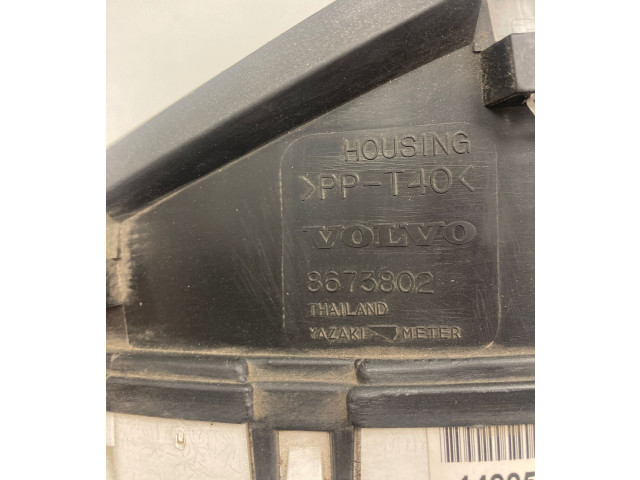 HOUSING
>PP-T40<
VOLVO
8673802
THAILAND
YAZAKI METER